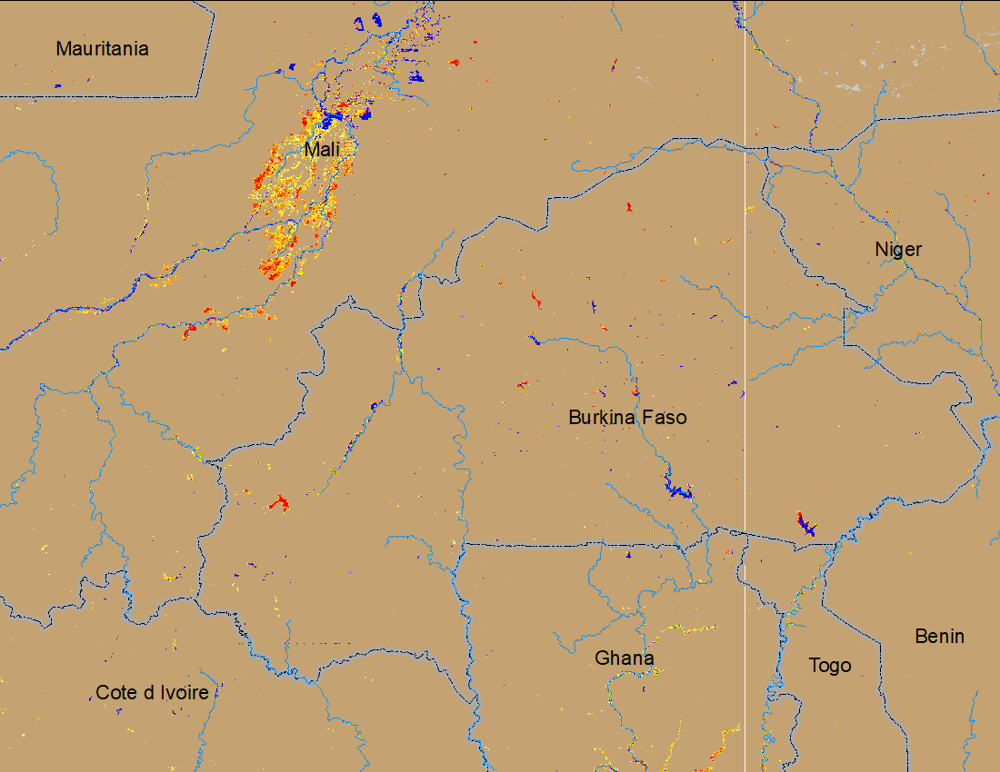 Mauritania
Mali
Niger
Burkina Faso
Benin
Ghana
Togo
Cote d Ivoire